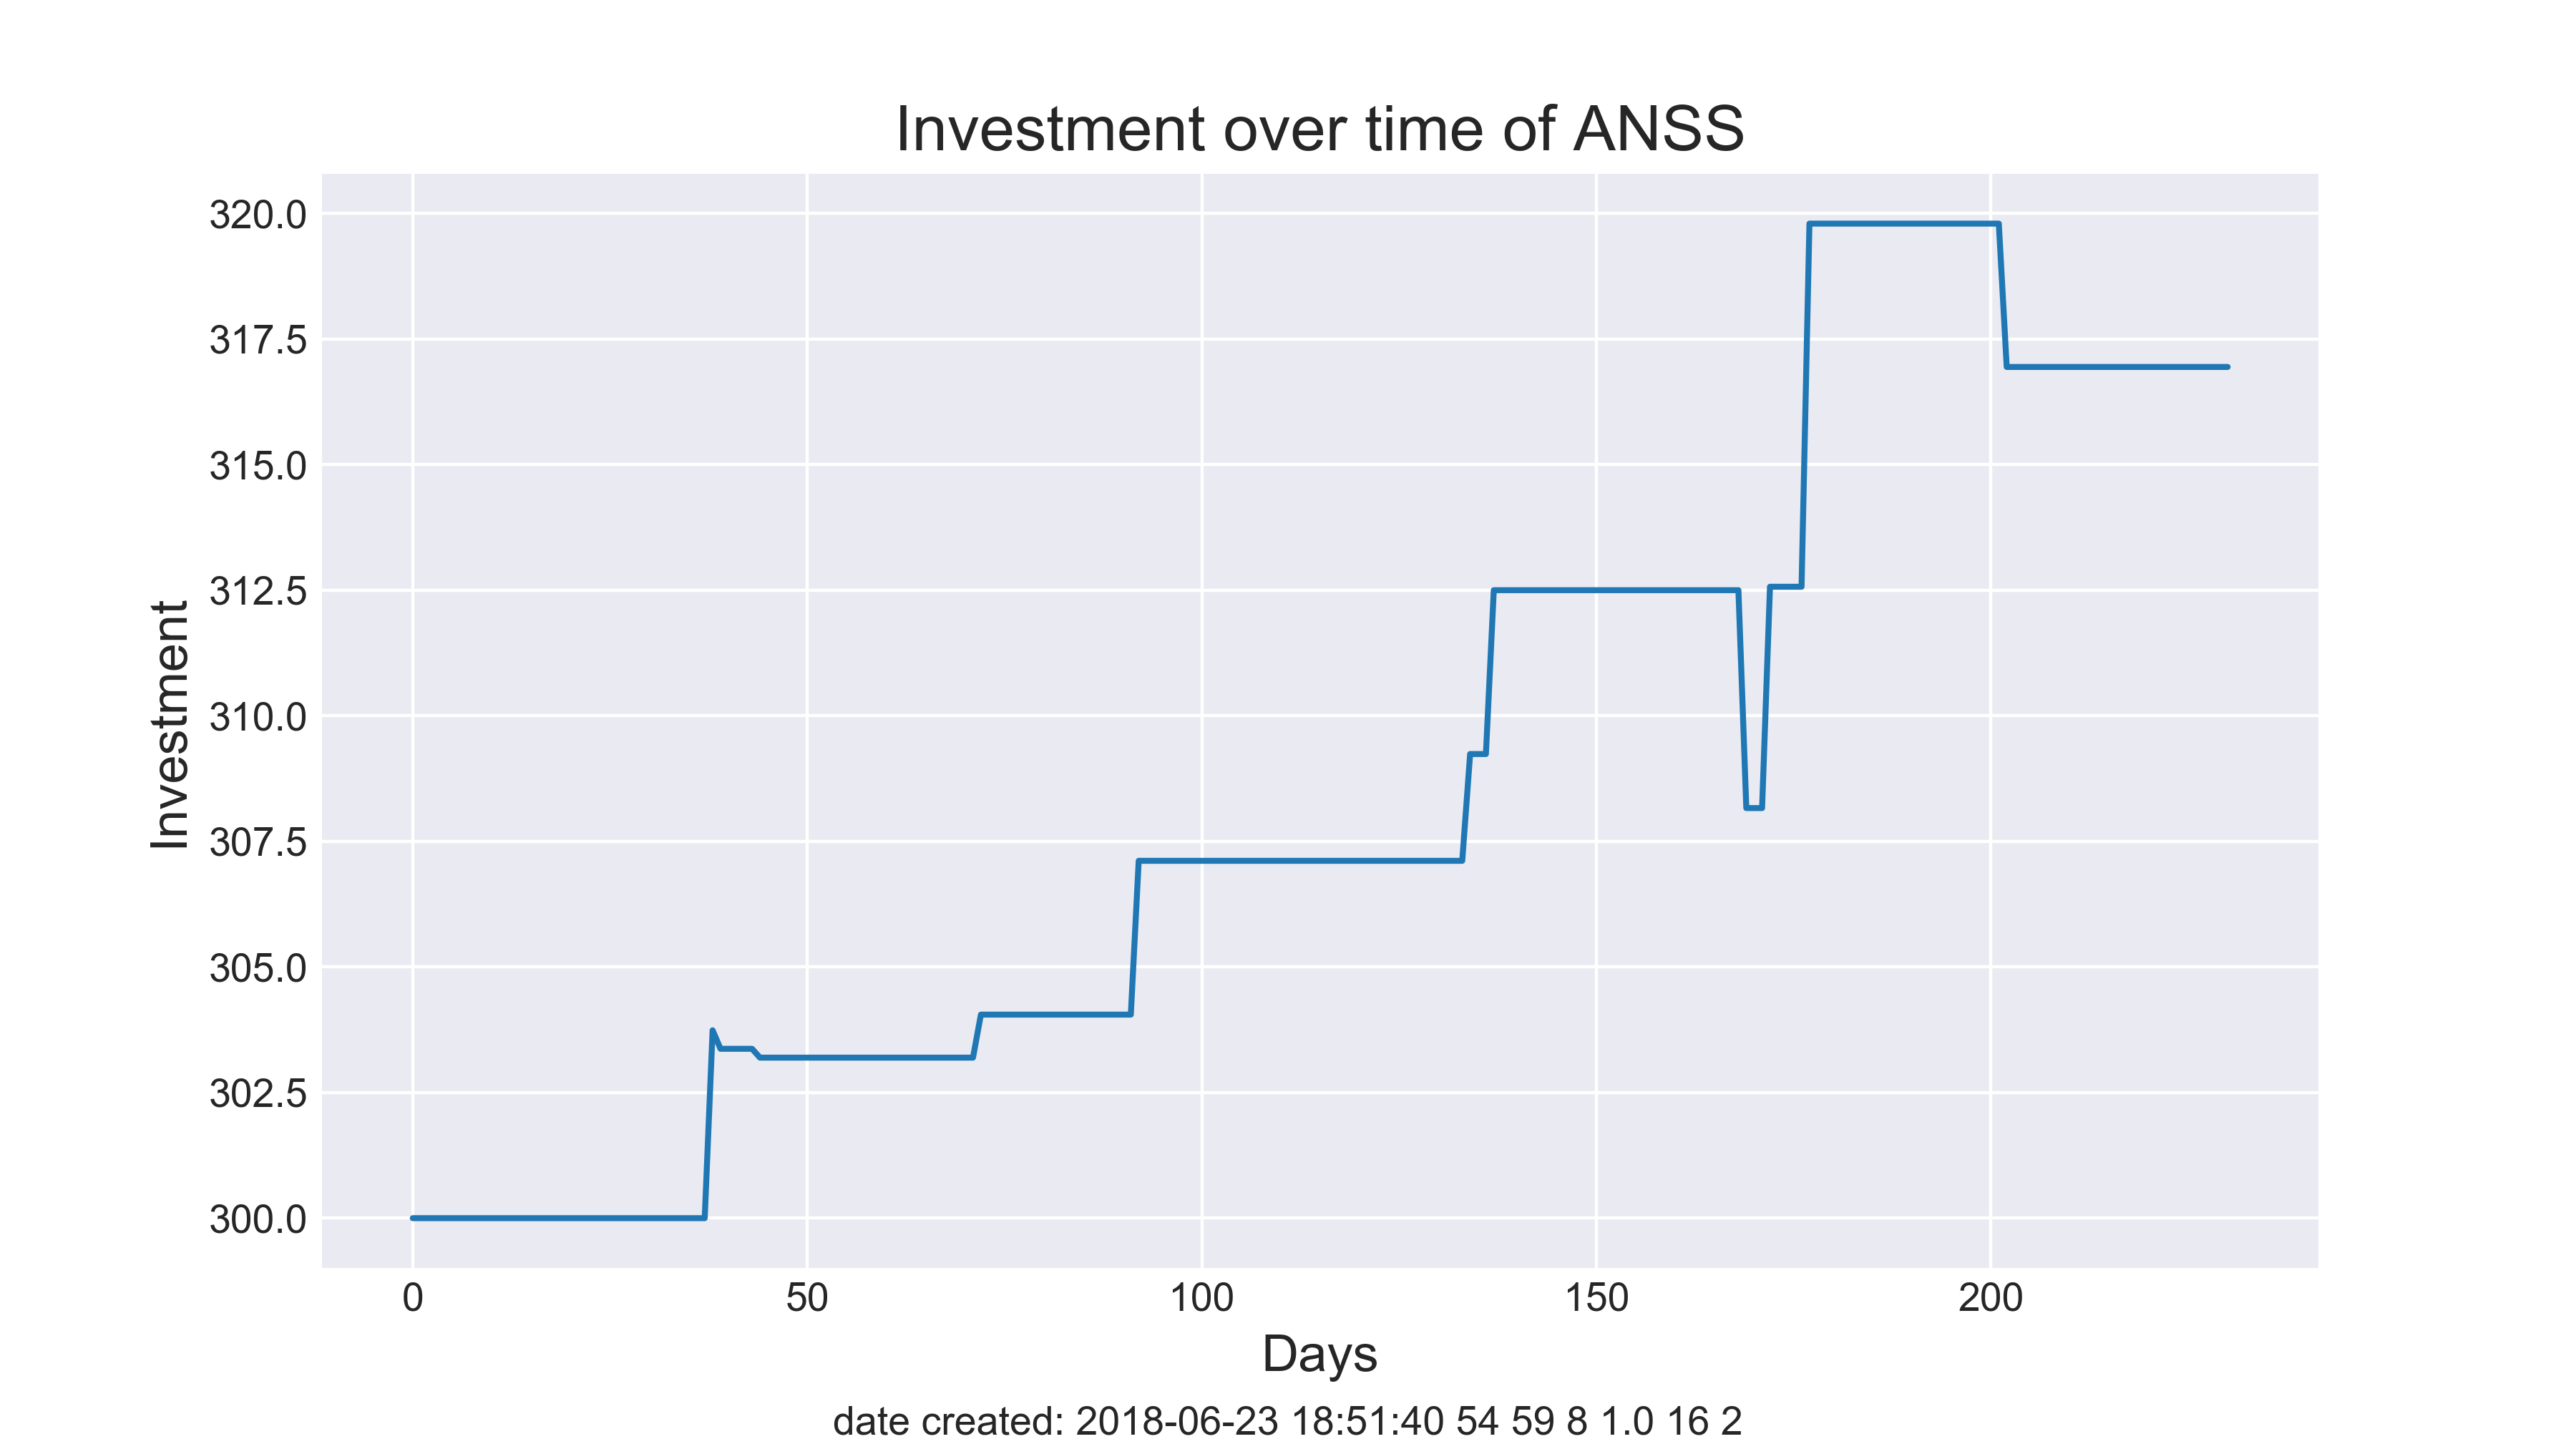 Investment over time of ANSS
320.0
317.5
315.0
312.5
310.0
307.5
305.0
302.5
300.0
Investment
0 50 100 150 200
Days
date created: 2018-06-23 18:51:40 54 59 8 1.0 16 2